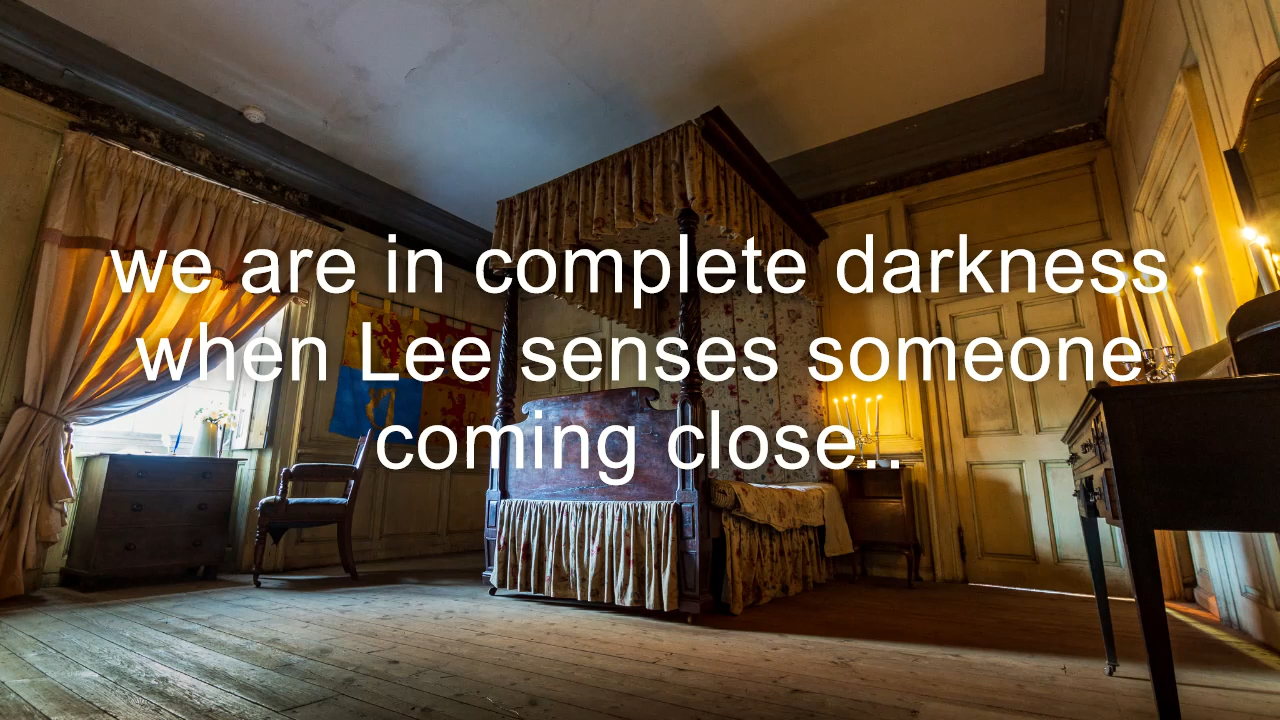 we are in complete darkness
when Lee senses someone
coming close..